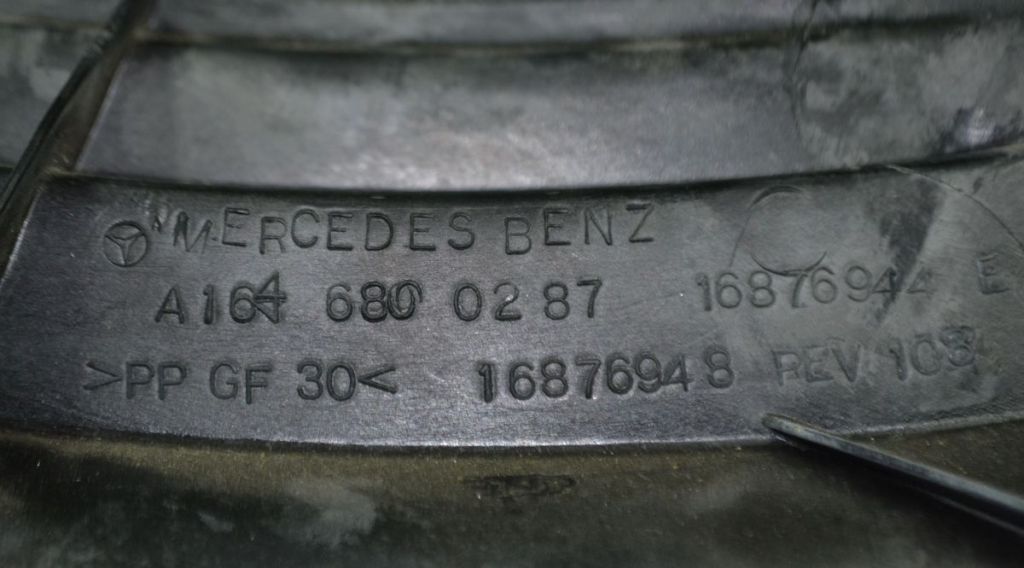 MERCEDES BENZ
A164 680 02 87 16876944 E
>PP GF 30< 16876948 REV. 103